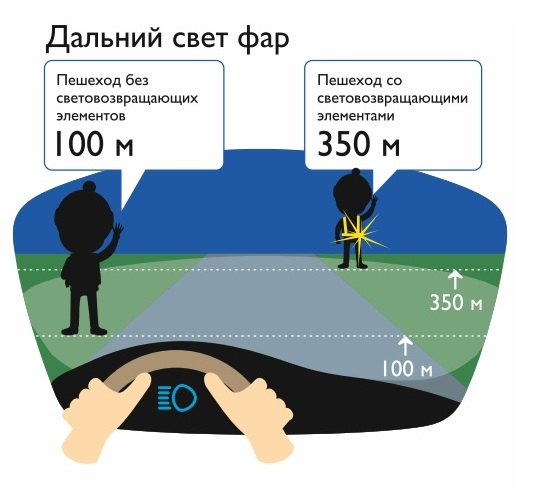 Дальний свет фар
Пешеход без
световозвращающих
элементов
100 м
Пешеход со
световозвращающими
элементами
350 м
350 м
100 м